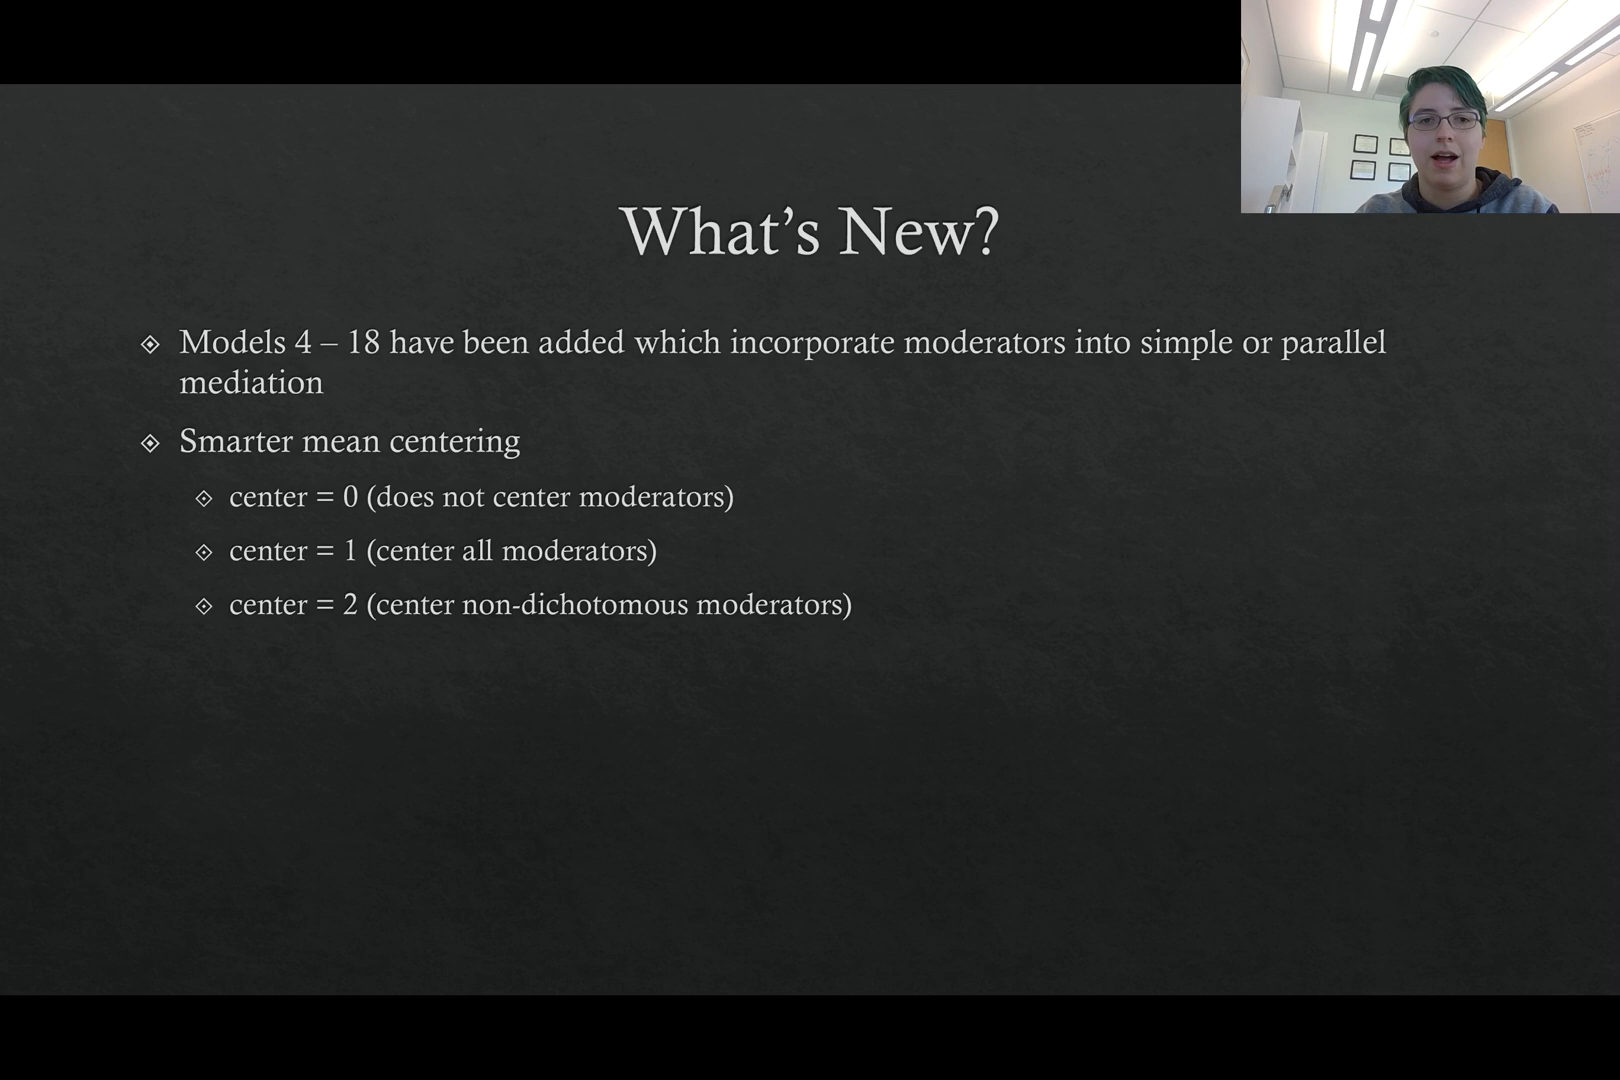 What’s New?
Models 4 – 18 have been added which incorporate moderators into simple or parallel
mediation
Smarter mean centering
center = 0 (does not center moderators)
center = 1 (center all moderators)
center = 2 (center non-dichotomous moderators)